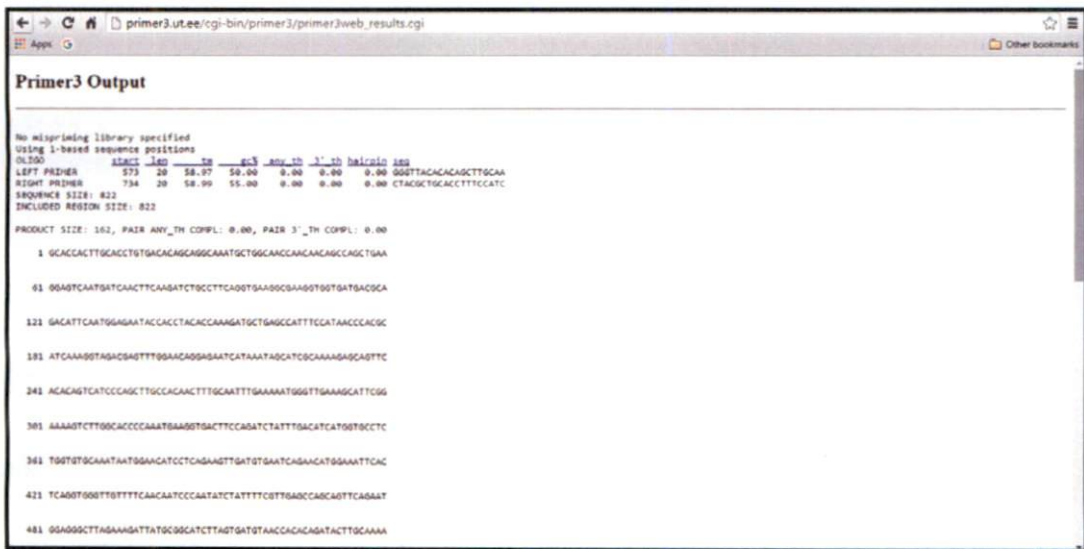 primer3.ut.ee/cgi-bin/primer3/primer3web_results.cgi
Apps G Other bookmarks
Primer3 Output
No mispriming library specified
Using 1-based sequence positions
OLIGO start len tm gc% any_th 3'_th hairpin seq
LEFT PRIMER 573 20 58.97 50.00 0.00 0.00 0.00 GGGTTACACACAGCTTGCAA
RIGHT PRIMER 734 20 58.99 55.00 0.00 0.00 0.00 CTACGCTGCACCTTTCCATC
SEQUENCE SIZE: 822
INCLUDED REGION SIZE: 822
PRODUCT SIZE: 162, PAIR ANY_TH COMPL: 0.00, PAIR 3'_TH COMPL: 0.00
1 GCACCACTTGCACCTGTGACACAGCAGGCAAATGCTGGCAACCAACAACAGCCAGCTGAA
61 GGAGTCAATGATCAACTTCAAGATCTGCCTTCAGGTGAAGGCGAAGGTGGTGATGACGCA
121 GACATTCAATGGAGAATACCACCTACACCAAAGATGCTGAGCCATTTCCATAACCCACGC
181 ATCAAAGGTAGACGAGTTTGGAACAGGAGAATCATAAATAGCATCGCAAAAGAGCAGTTC
241 ACACAGTCATCCCAGCTTGCCACAACTTTGCAATTTGAAAAATGGGTTGAAAGCATTCGG
301 AAAAGTCTTGGCACCCCAAATGAAGGTGACTTCCAGATCTATTTGACATCATGGTGCCTC
361 TGGTGTGCAAATAATGGAACATCCTCAGAAGTTGATGTGAATCAGAACATGGAAATTCAC
421 TCAGGTGGGTTGTTTTCAACAATCCCAATATCTATTTTCGTTGAGCCAGCAGTTCAGAAT
481 GGAGGGCTTAGAAAGATTATGCGGCATCTTAGTGATGTAACCACACAGATACTTGCAAAA